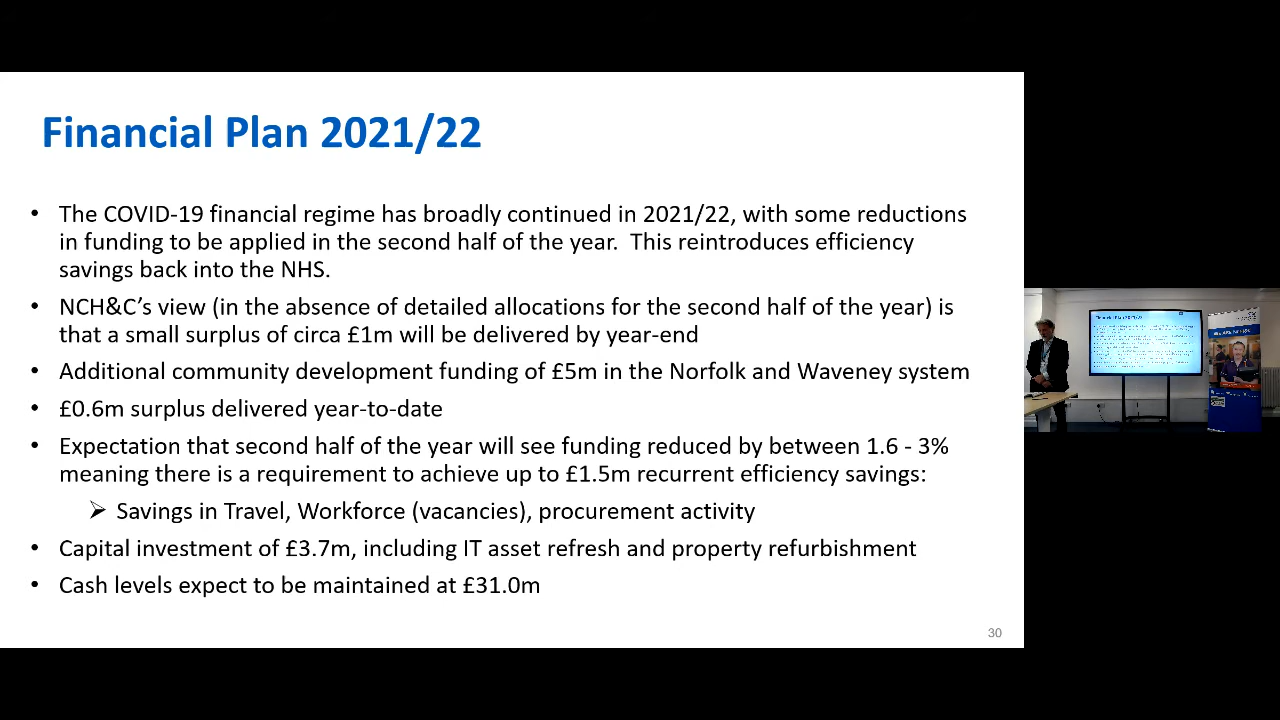 Financial Plan 2021/22
• The COVID-19 financial regime has broadly continued in 2021/22, with some reductions
in funding to be applied in the second half of the year.  This reintroduces efficiency
savings back into the NHS.
• NCH&C’s view (in the absence of detailed allocations for the second half of the year) is
that a small surplus of circa £1m will be delivered by year-end
• Additional community development funding of £5m in the Norfolk and Waveney system
• £0.6m surplus delivered year-to-date
• Expectation that second half of the year will see funding reduced by between 1.6 - 3%
meaning there is a requirement to achieve up to £1.5m recurrent efficiency savings:
➢ Savings in Travel, Workforce (vacancies), procurement activity
• Capital investment of £3.7m, including IT asset refresh and property refurbishment
• Cash levels expect to be maintained at £31.0m
30
Financial Plan 2021/22